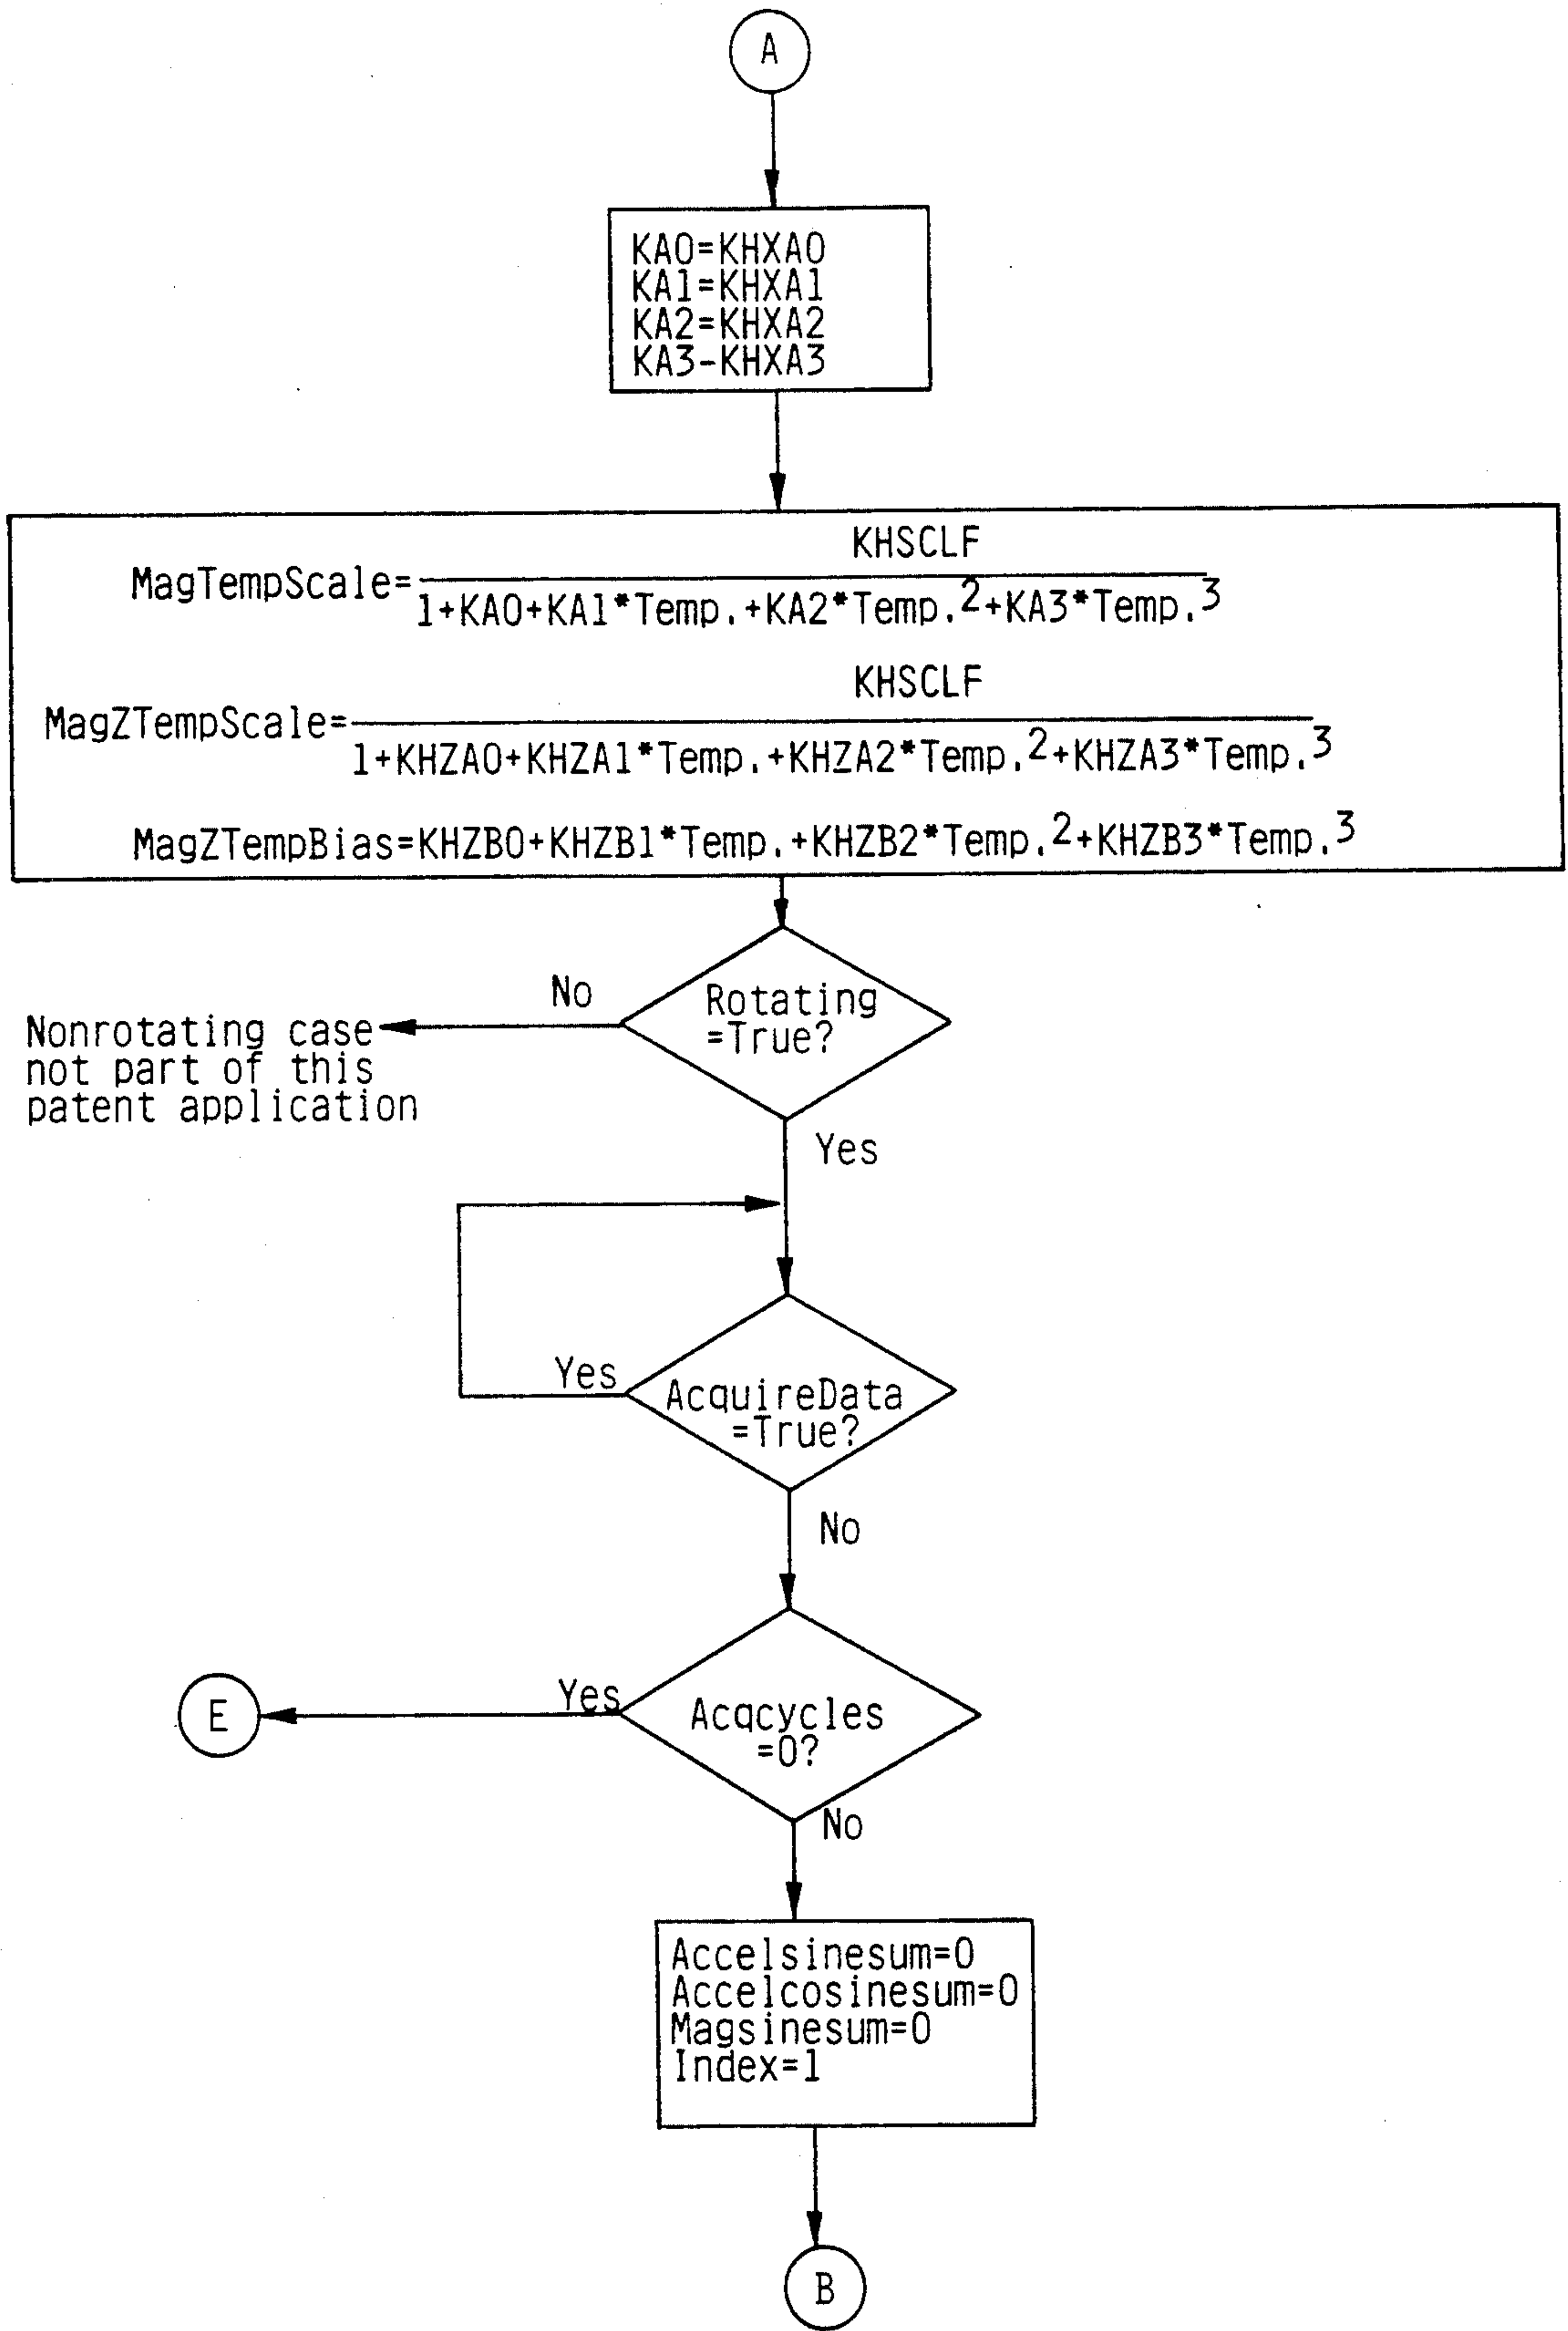 A
KA0=KHXA0
KA1=KHXA1
KA2=KHXA2
KA3-KHXA3
KHSCLF
MagTempScale=
1+KA0+KA1*Temp.+KA2*Temp.2+KA3*Temp.3
KHSCLF
MagZTempScale=
1+KHZA0+KHZA1*Temp.+KHZA2*Temp.2+KHZA3*Temp.3
MagZTempBias=KHZB0+KHZB1*Temp.+KHZB2*Temp.2+KHZB3*Temp.3
No
Rotating
=True?
Nonrotating case
not part of this
patent application
Yes
Yes
AcquireData
=True?
No
Yes
E
Acqcycles
=0?
No
Accelsinesum=0
Accelcosinesum=0
Magsinesum=0
Index=1
B